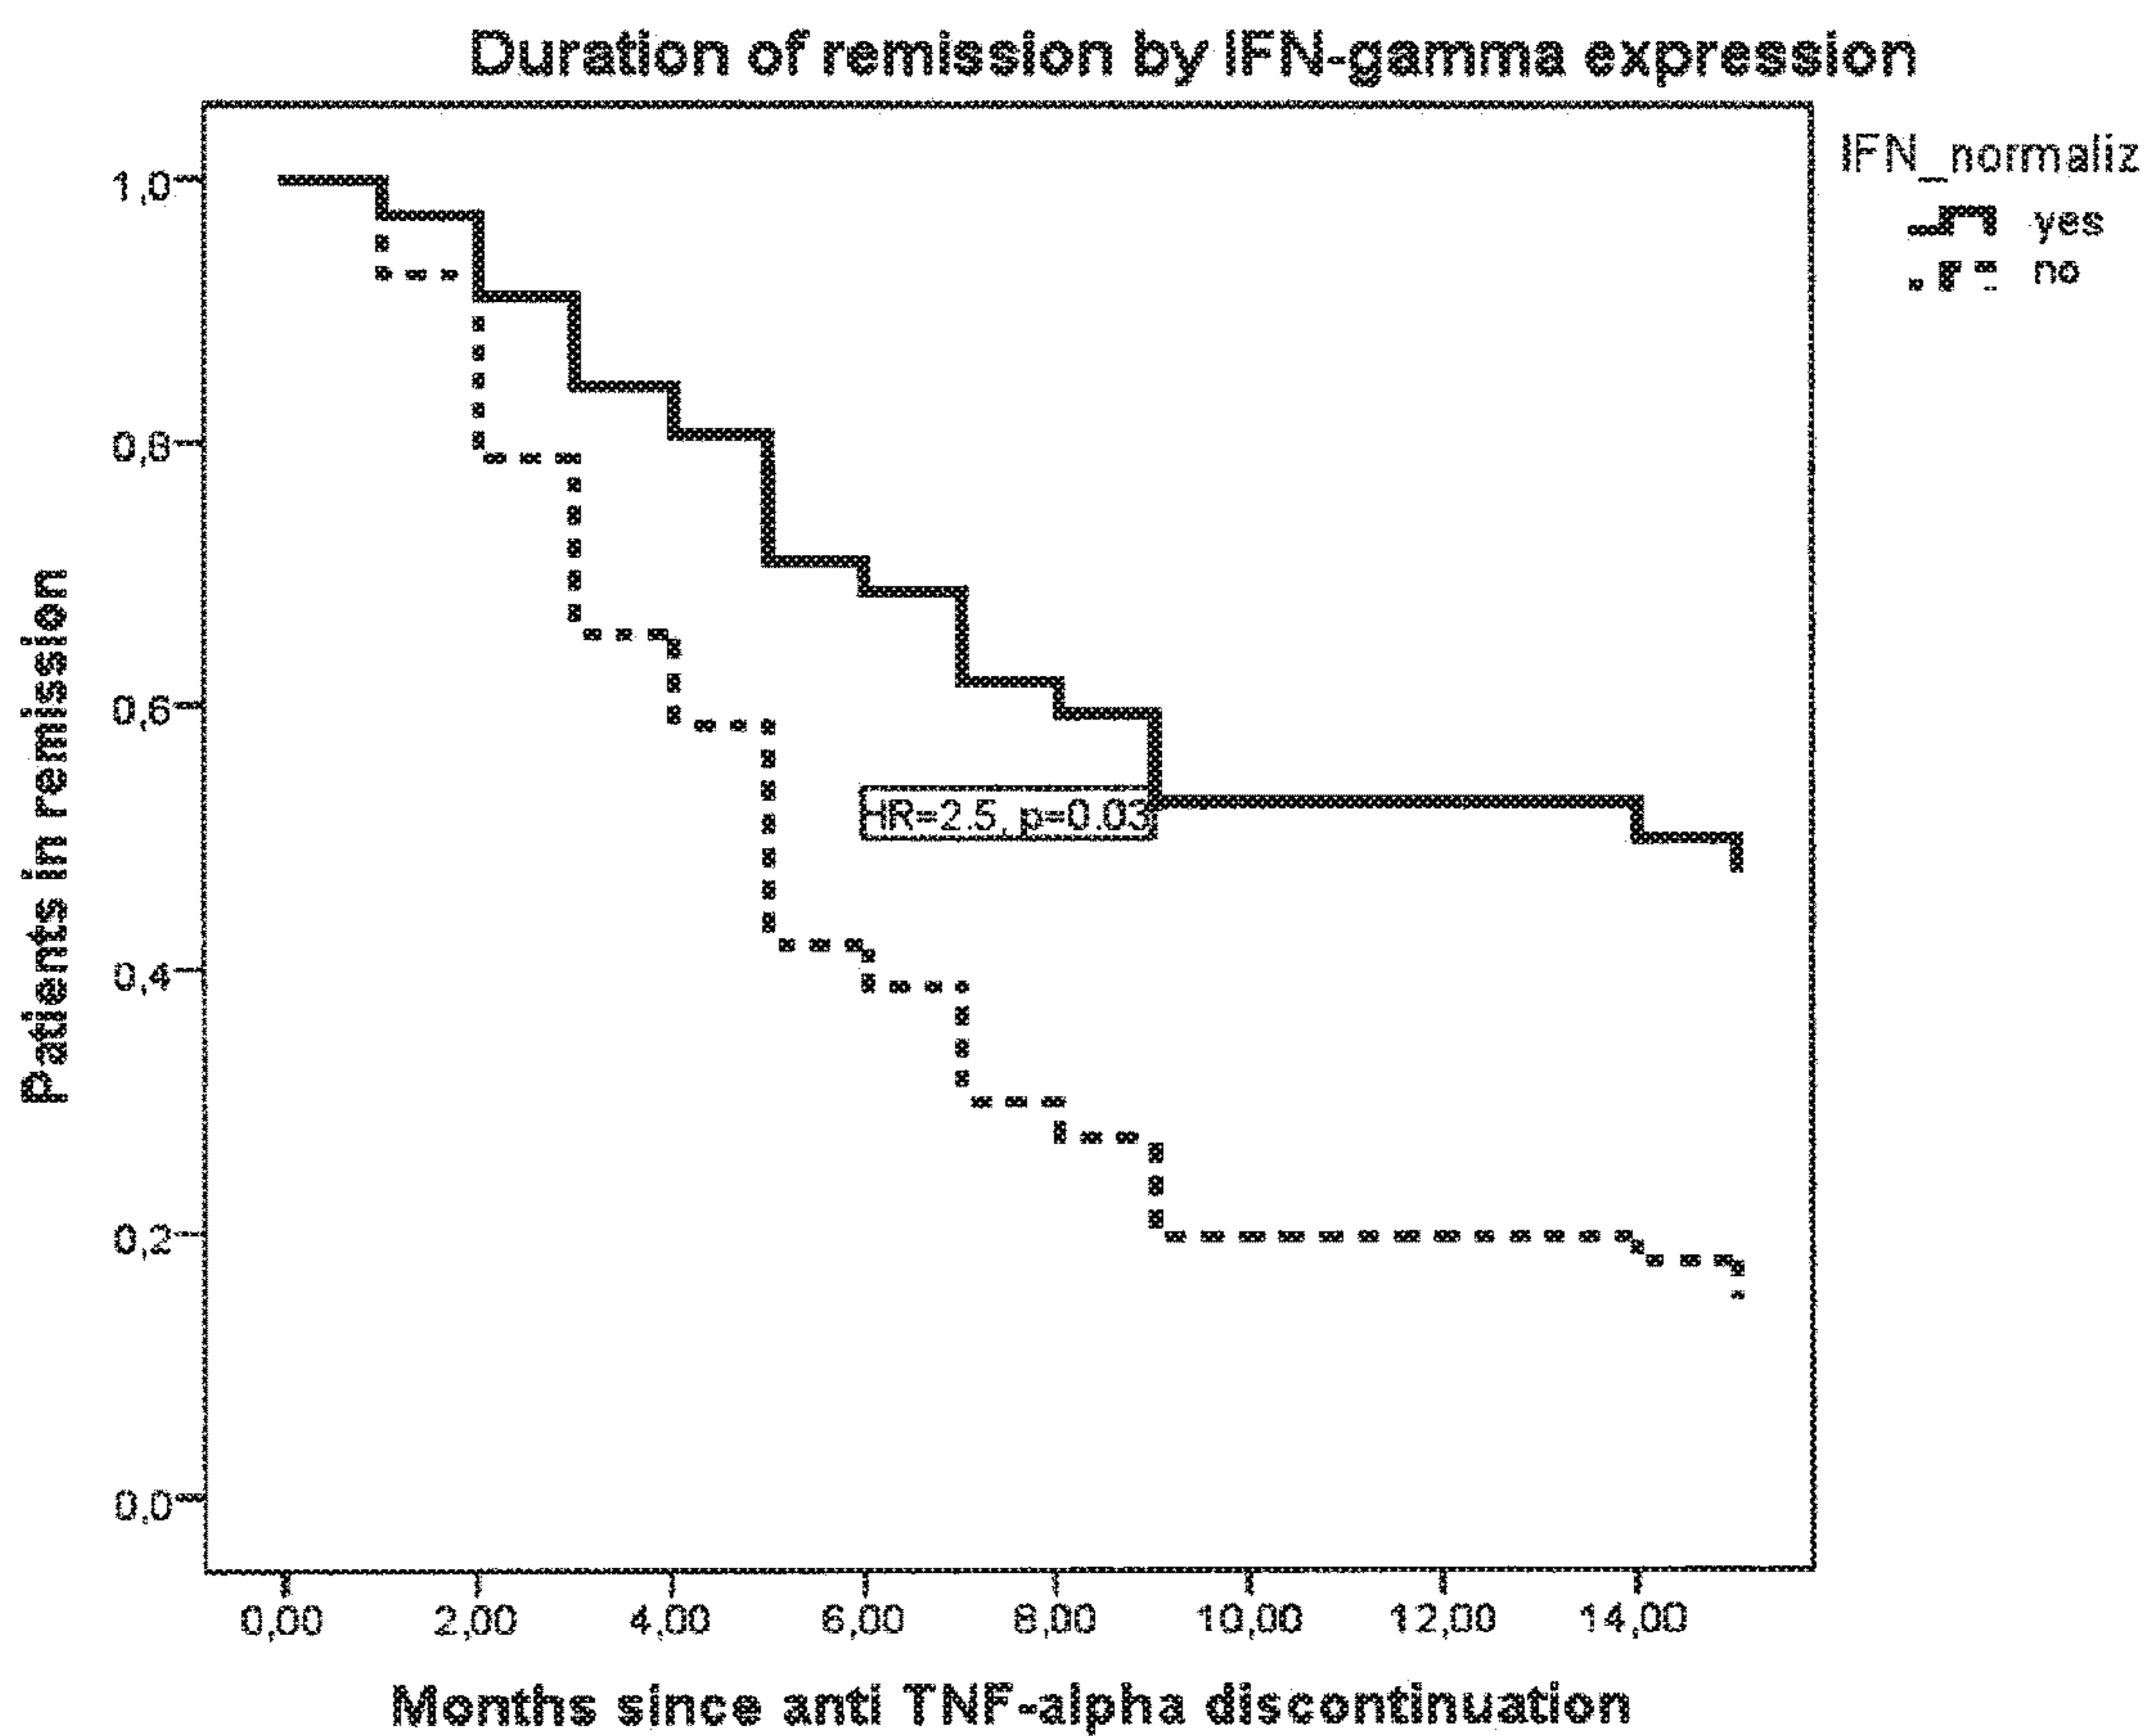 Duration of remission by IFN-gamma expression
IFN_normaliz
yes
no
1,0
0,8
0,6
0,4
0,2
0,0
Patients in remission
HR=2.5, p=0.03
0,00 2,00 4,00 6,00 8,00 10,00 12,00 14,00
Months since anti TNF-alpha discontinuation